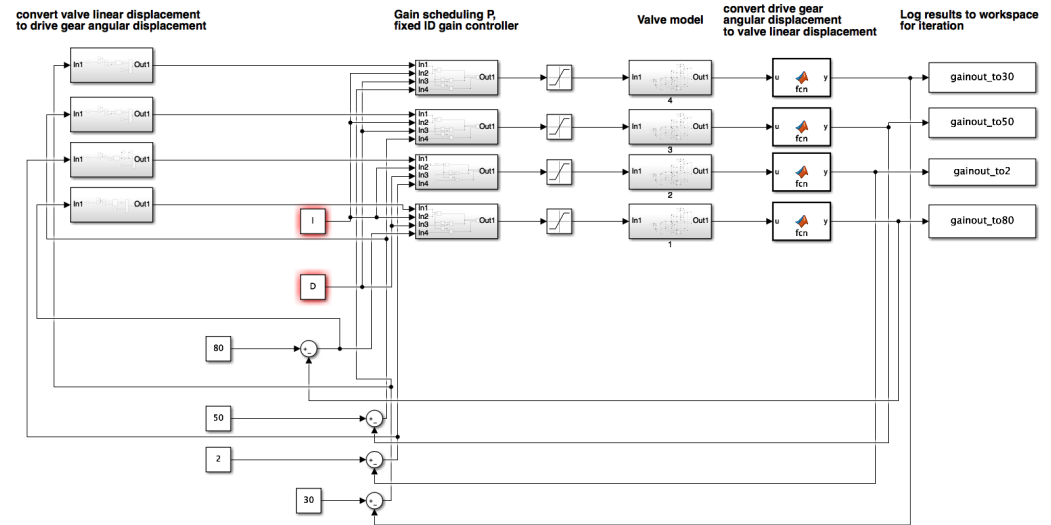 convert valve linear displacement
to drive gear angular displacement
Gain scheduling P,
fixed ID gain controller
Valve model
convert drive gear
angular displacement
to valve linear displacement
Log results to workspace
for iteration
In1 Out1
In1
In2
In3
In4
Out1
In1 Out1
4
u y
fcn
gainout_to30
In1 Out1
In1
In2
In3
In4
Out1
In1 Out1
3
u y
fcn
gainout_to50
In1 Out1
In1
In2
In3
In4
Out1
In1 Out1
2
u y
fcn
gainout_to2
In1 Out1
In1
In2
In3
In4
Out1
In1 Out1
1
u y
fcn
gainout_to80
I
D
80
+
−
50
+
−
2
+
−
30
+
−